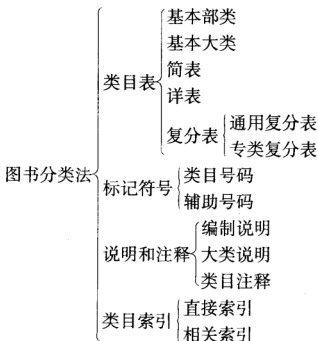 基本部类
基本大类
简表
类目表
详表
通用复分表
复分表
专类复分表
图书分类法
类目号码
标记符号
辅助号码
编制说明
说明和注释
大类说明
类目注释
直接索引
类目索引
相关索引